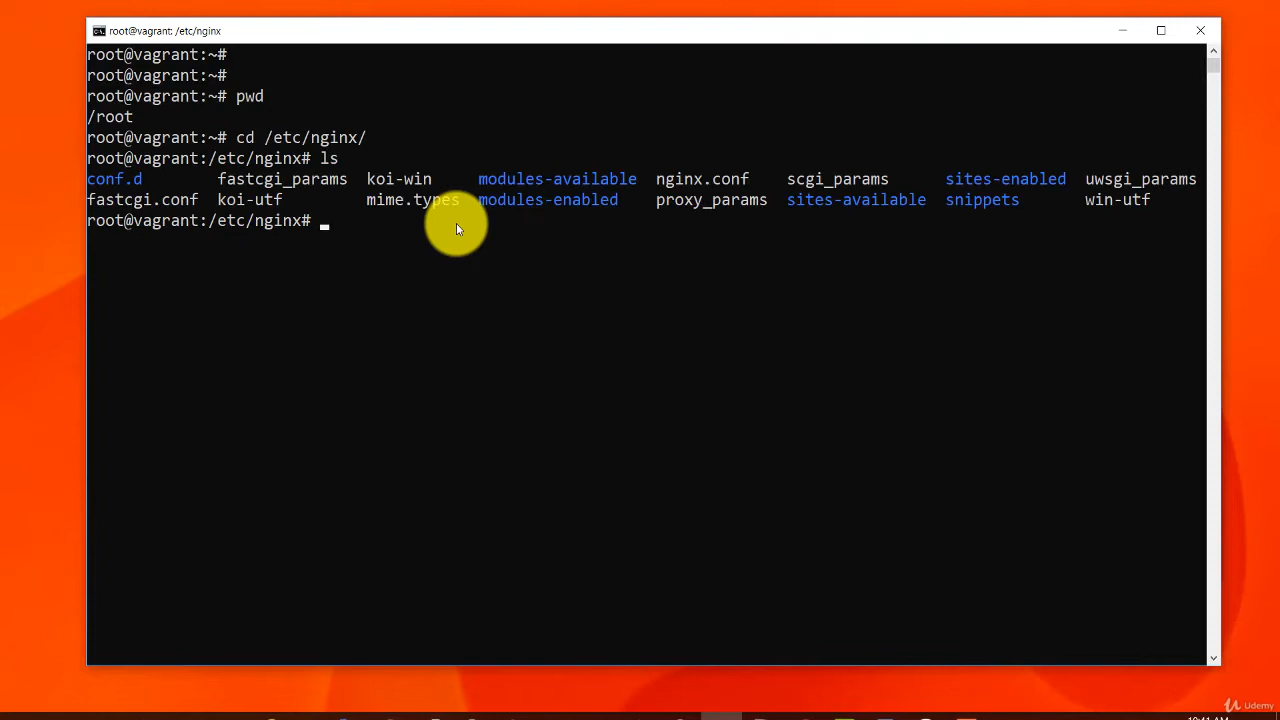 root@vagrant: /etc/nginx
root@vagrant:~#
root@vagrant:~#
root@vagrant:~# pwd
/root
root@vagrant:~# cd /etc/nginx/
root@vagrant:/etc/nginx# ls
conf.d fastcgi_params koi-win modules-available nginx.conf scgi_params sites-enabled uwsgi_params
fastcgi.conf koi-utf mime.types modules-enabled proxy_params sites-available snippets win-utf
root@vagrant:/etc/nginx#
Udemy